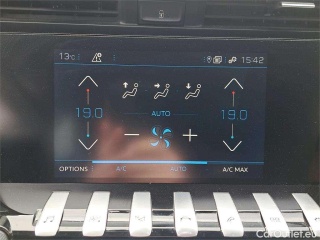 13°C 15:42
19.0 AUTO 19.0
OPTIONS A/C AUTO A/C MAX
CarOutlet.eu